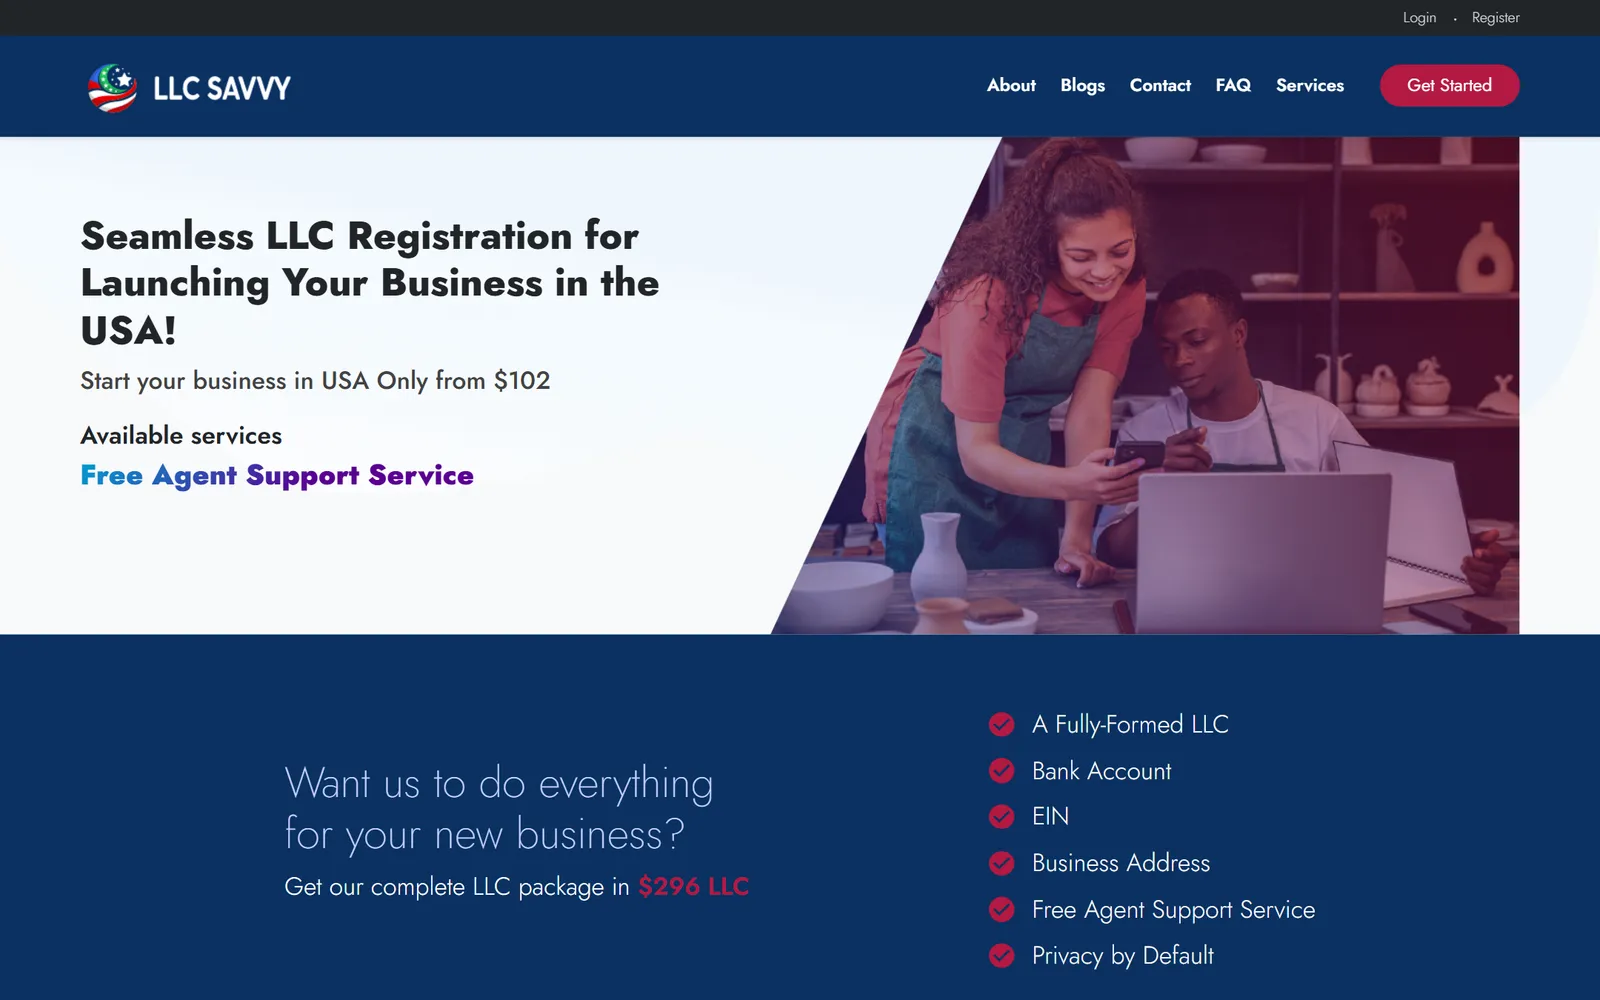 Login · Register
LLC SAVVY
About Blogs Contact FAQ Services Get Started
Seamless LLC Registration for
Launching Your Business in the
USA!
Start your business in USA Only from $102
Available services
Free Agent Support Service
Want us to do everything
for your new business?
Get our complete LLC package in $296 LLC
A Fully-Formed LLC
Bank Account
EIN
Business Address
Free Agent Support Service
Privacy by Default